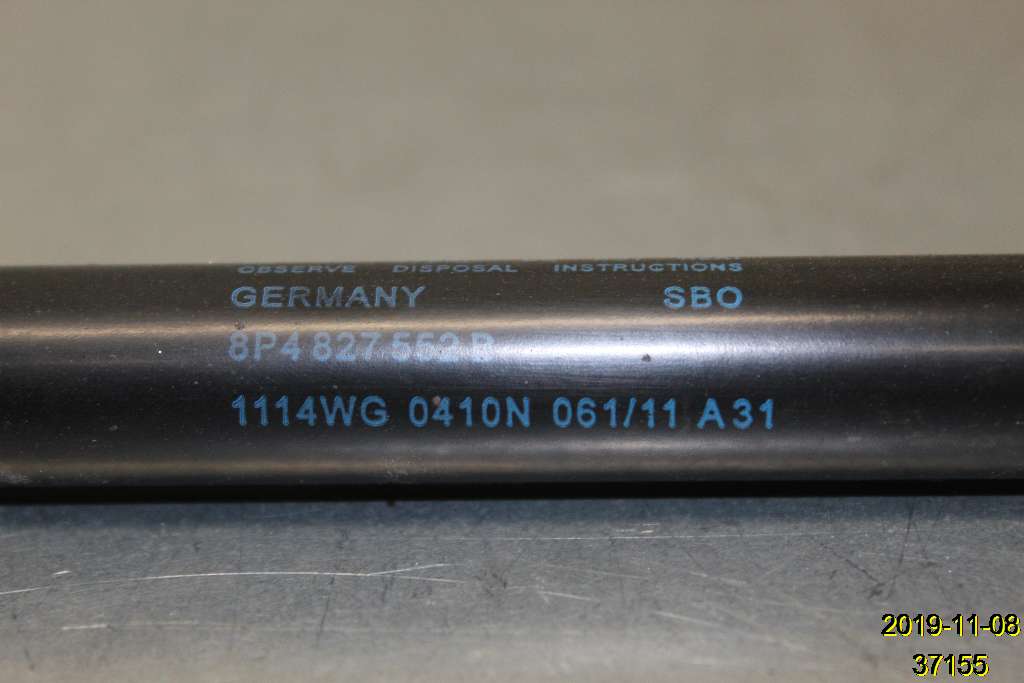 OBSERVE DISPOSAL INSTRUCTIONS
GERMANY SBO
8P4 827 552 B
1114WG 0410N 061/11 A31
2019-11-08
37155